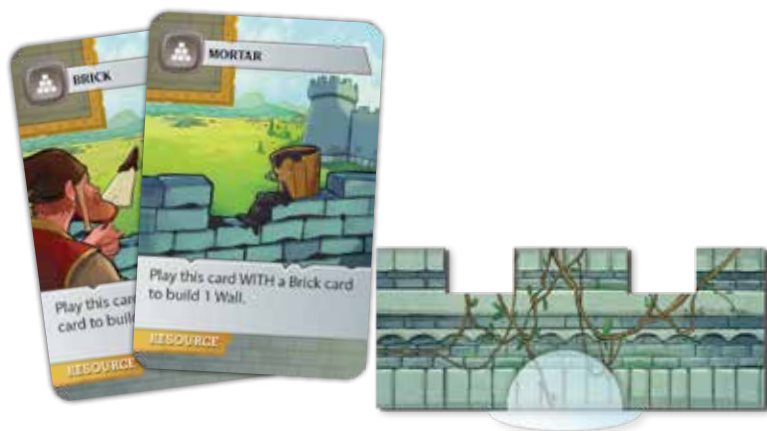 BRICK
Play this card
card to build
RESOURCE
MORTAR
Play this card WITH a Brick card
to build 1 Wall.
RESOURCE